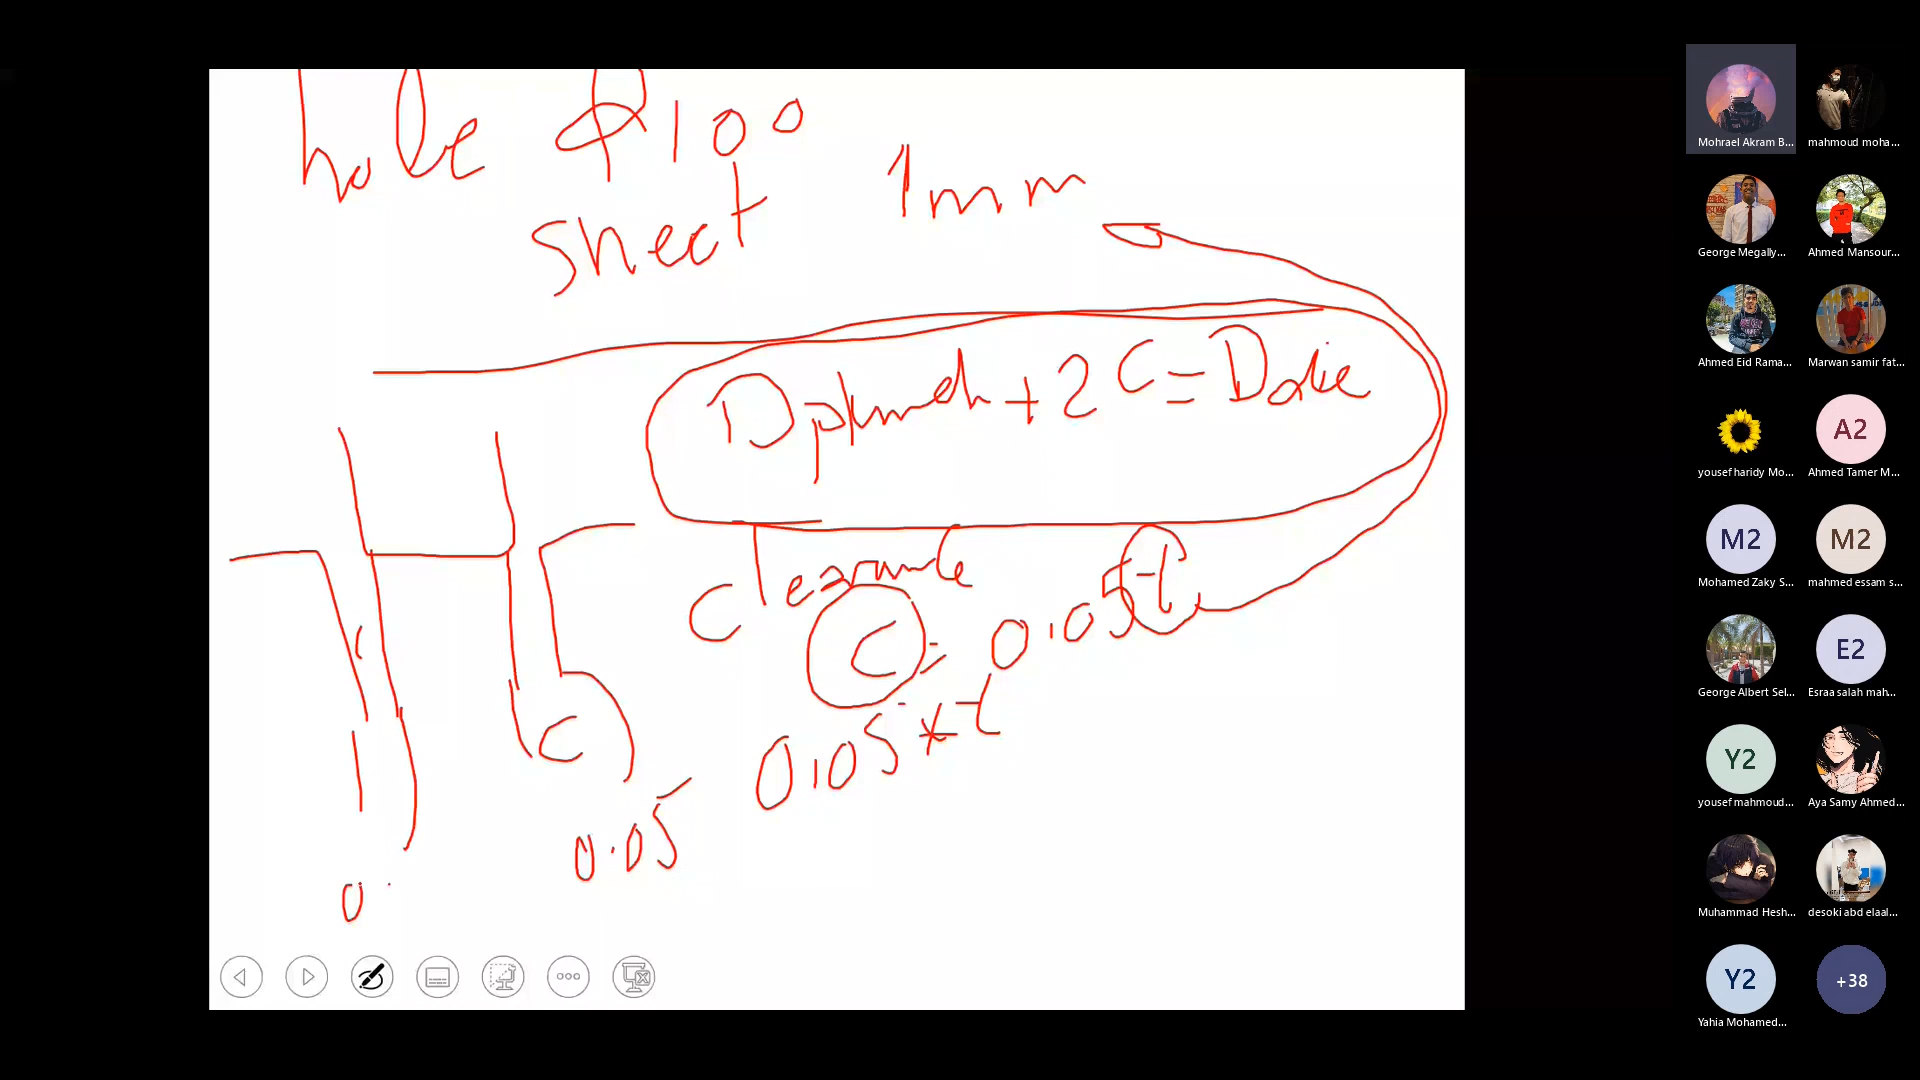 hole Φ100
sheet 1mm
Dpunch + 2C = Ddie
Clearance
C = 0.05 t
C
0.05 * t
0.05
0.
Mohrael Akram B...
mahmoud moha...
George Megally...
Ahmed Mansour...
Ahmed Eid Rama...
Marwan samir fat...
A2
yousef haridy Mo...
Ahmed Tamer M...
M2
M2
Mohamed Zaky S...
mahmed essam s...
E2
George Albert Sel...
Esraa salah mah...
Y2
yousef mahmoud...
Aya Samy Ahmed...
Muhammad Hesh...
desoki abd elaal...
Y2
+38
Yahia Mohamed...